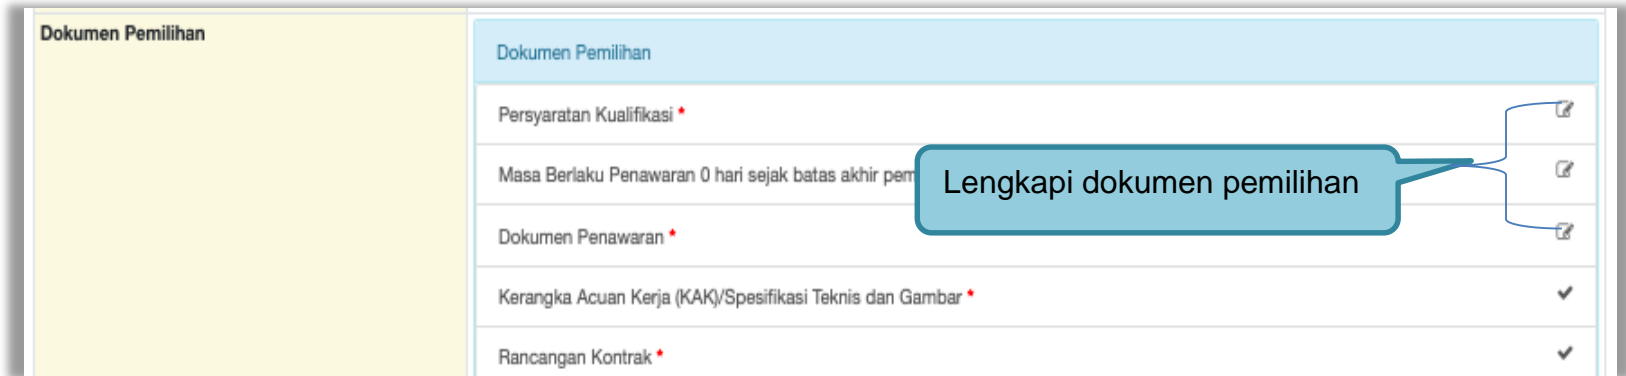 Dokumen Pemilihan
Dokumen Pemilihan
Persyaratan Kualifikasi *
Masa Berlaku Penawaran 0 hari sejak batas akhir
Lengkapi dokumen pemilihan
Dokumen Penawaran *
Kerangka Acuan Kerja (KAK)/Spesifikasi Teknis dan Gambar *
Rancangan Kontrak *